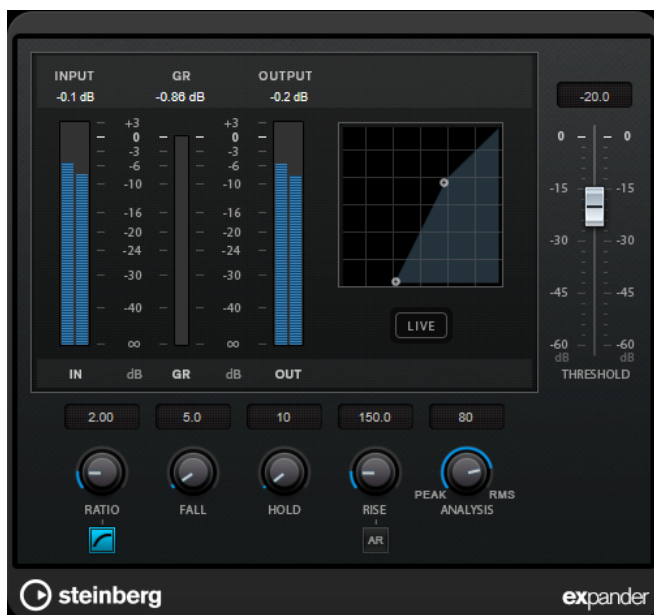 INPUT GR OUTPUT
-0.1 dB -0.86 dB -0.2 dB
-20.0
+3 +3
0 0 0 0
-3 -3
-6 -6
-10 -10
-15 -15
-16 -16
-20 -20
-24 -24
-30 -30
-30 -30
-40 -40
-45 -45
∞ ∞
LIVE
-60 -60
dB dB
IN dB GR dB OUT
THRESHOLD
2.00 5.0 10 150.0 80
PEAK RMS
RATIO FALL HOLD RISE ANALYSIS
AR
steinberg expander